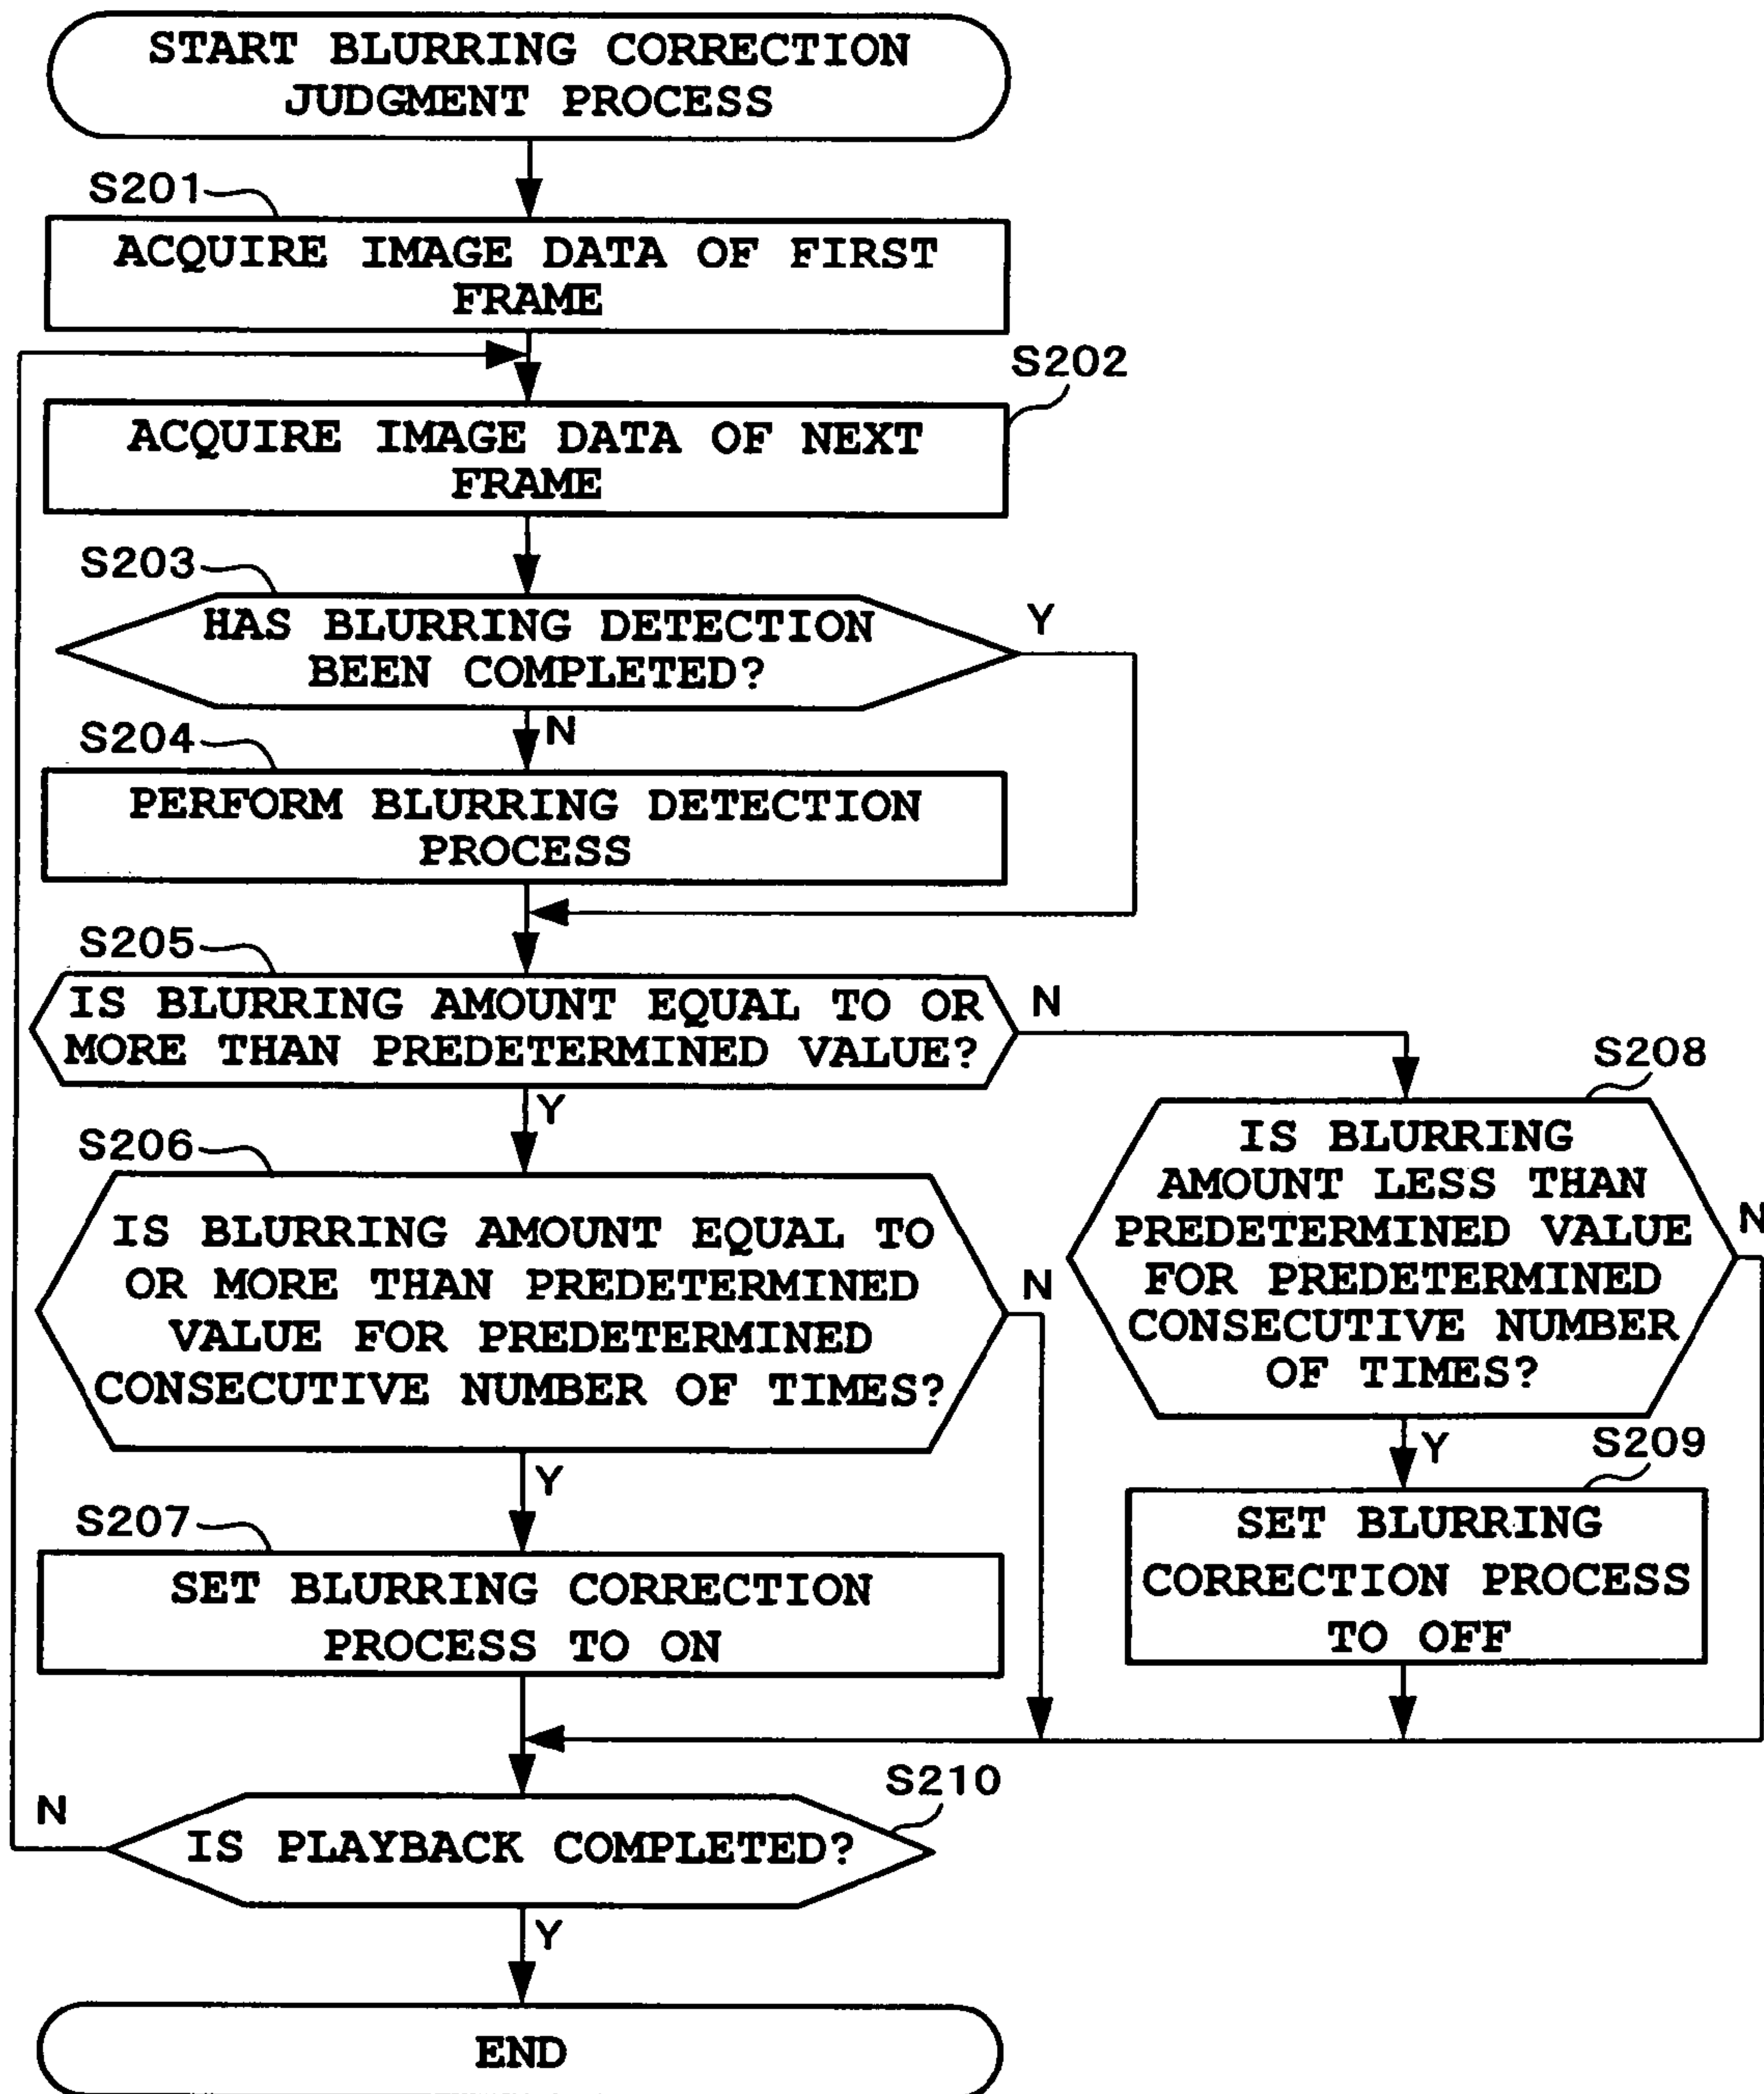 START BLURRING CORRECTION
JUDGMENT PROCESS
S201
ACQUIRE IMAGE DATA OF FIRST
FRAME
S202
ACQUIRE IMAGE DATA OF NEXT
FRAME
S203
HAS BLURRING DETECTION
BEEN COMPLETED?
Y
N
S204
PERFORM BLURRING DETECTION
PROCESS
S205
IS BLURRING AMOUNT EQUAL TO OR
MORE THAN PREDETERMINED VALUE?
N
Y
S206
IS BLURRING AMOUNT EQUAL TO
OR MORE THAN PREDETERMINED
VALUE FOR PREDETERMINED
CONSECUTIVE NUMBER OF TIMES?
N
Y
S207
SET BLURRING CORRECTION
PROCESS TO ON
S208
IS BLURRING
AMOUNT LESS THAN
PREDETERMINED VALUE
FOR PREDETERMINED
CONSECUTIVE NUMBER
OF TIMES?
N
Y
S209
SET BLURRING
CORRECTION PROCESS
TO OFF
S210
IS PLAYBACK COMPLETED?
N
Y
END